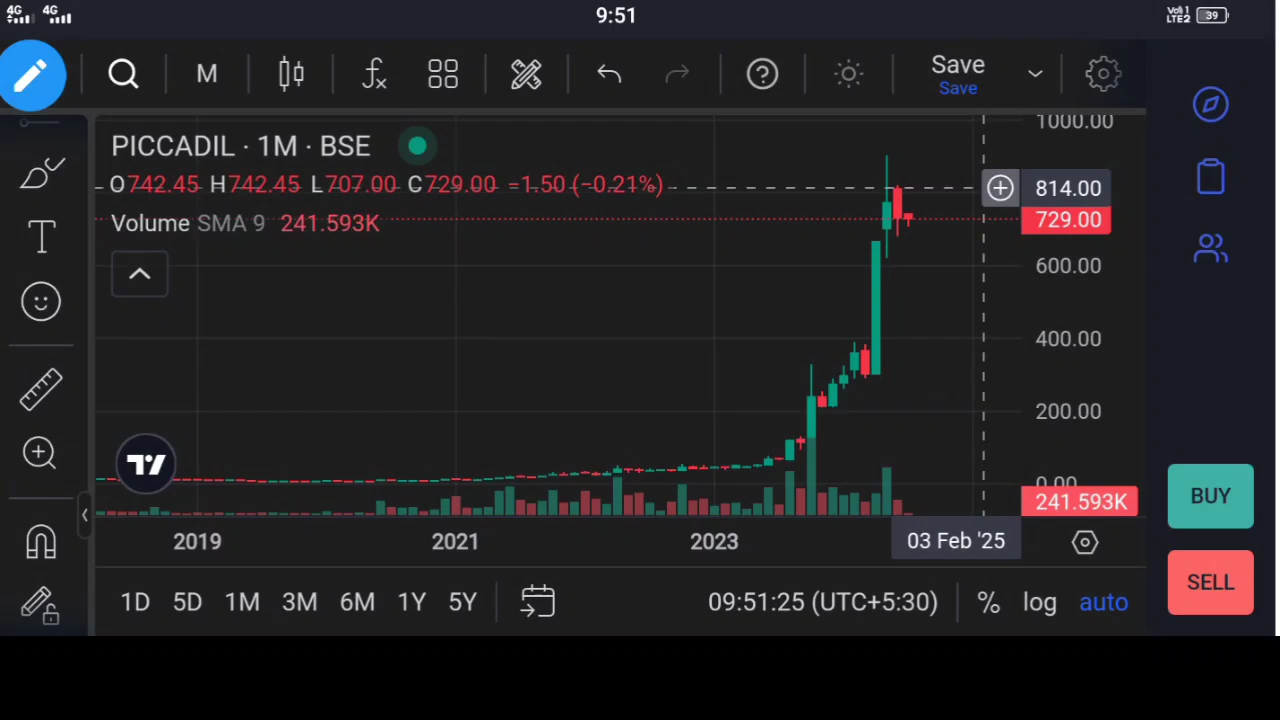 4G 4G 9:51 Vo) 1 LTE2 39
M Save
Save
PICCADIL · 1M · BSE
O742.45 H742.45 L707.00 C729.00 −1.50 (−0.21%)
Volume SMA 9 241.593K
1000.00
814.00
729.00
600.00
400.00
200.00
0.00
241.593K
T
BUY
SELL
2019 2021 2023 03 Feb '25
1D 5D 1M 3M 6M 1Y 5Y 09:51:25 (UTC+5:30) % log auto